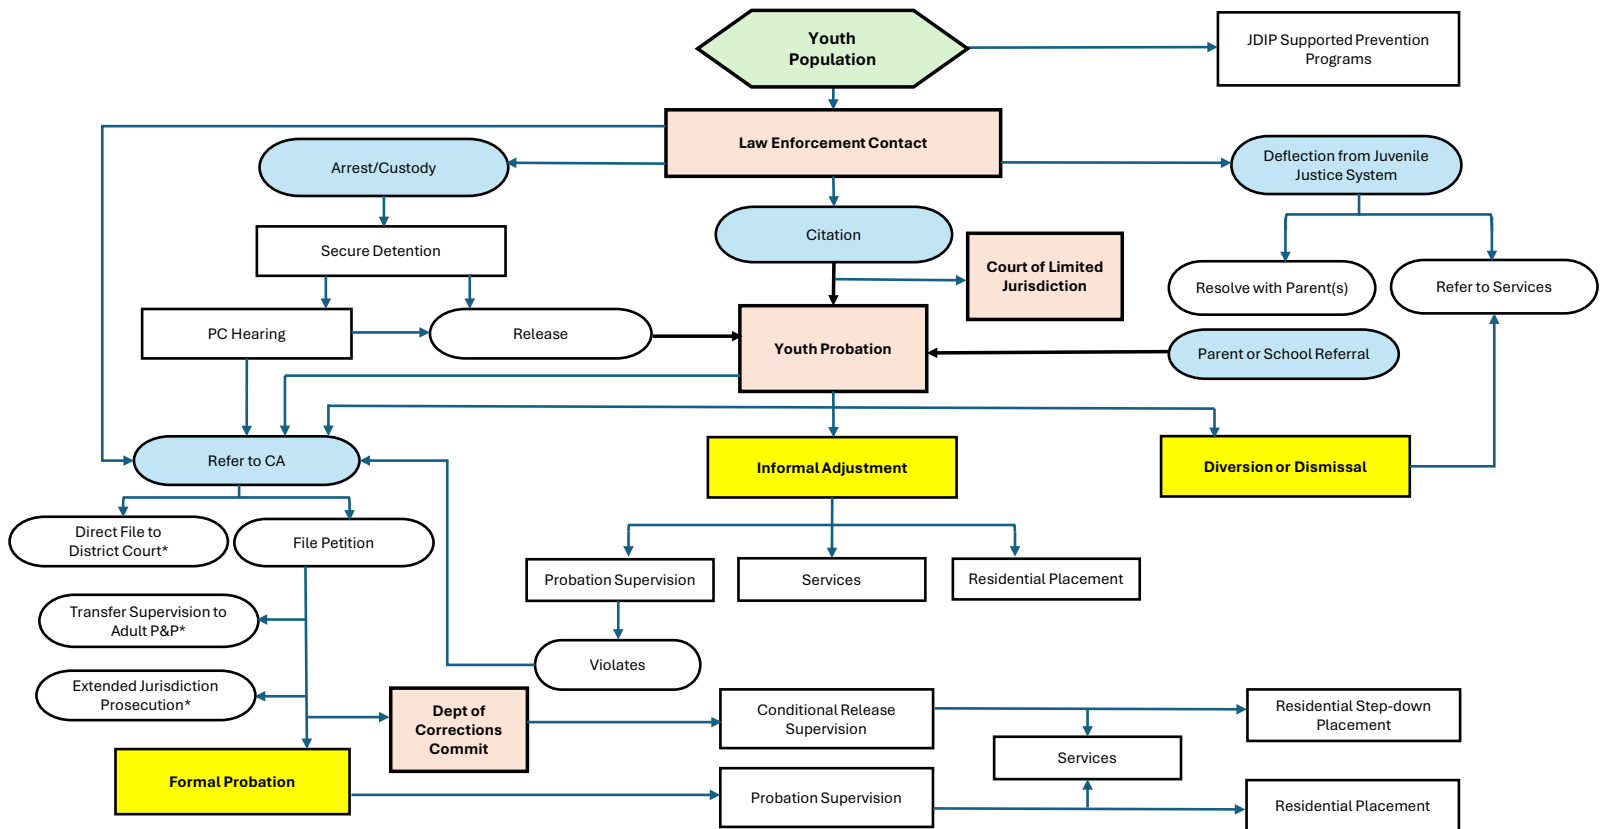 Youth
Population
JDIP Supported Prevention
Programs
Law Enforcement Contact
Arrest/Custody
Deflection from Juvenile
Justice System
Citation
Secure Detention
Court of Limited
Jurisdiction
Resolve with Parent(s)
Refer to Services
PC Hearing
Release
Youth Probation
Parent or School Referral
Refer to CA
Informal Adjustment
Diversion or Dismissal
Direct File to
District Court*
File Petition
Probation Supervision
Services
Residential Placement
Transfer Supervision to
Adult P&P*
Violates
Extended Jurisdiction
Prosecution*
Dept of
Corrections
Commit
Conditional Release
Supervision
Residential Step-down
Placement
Services
Formal Probation
Probation Supervision
Residential Placement